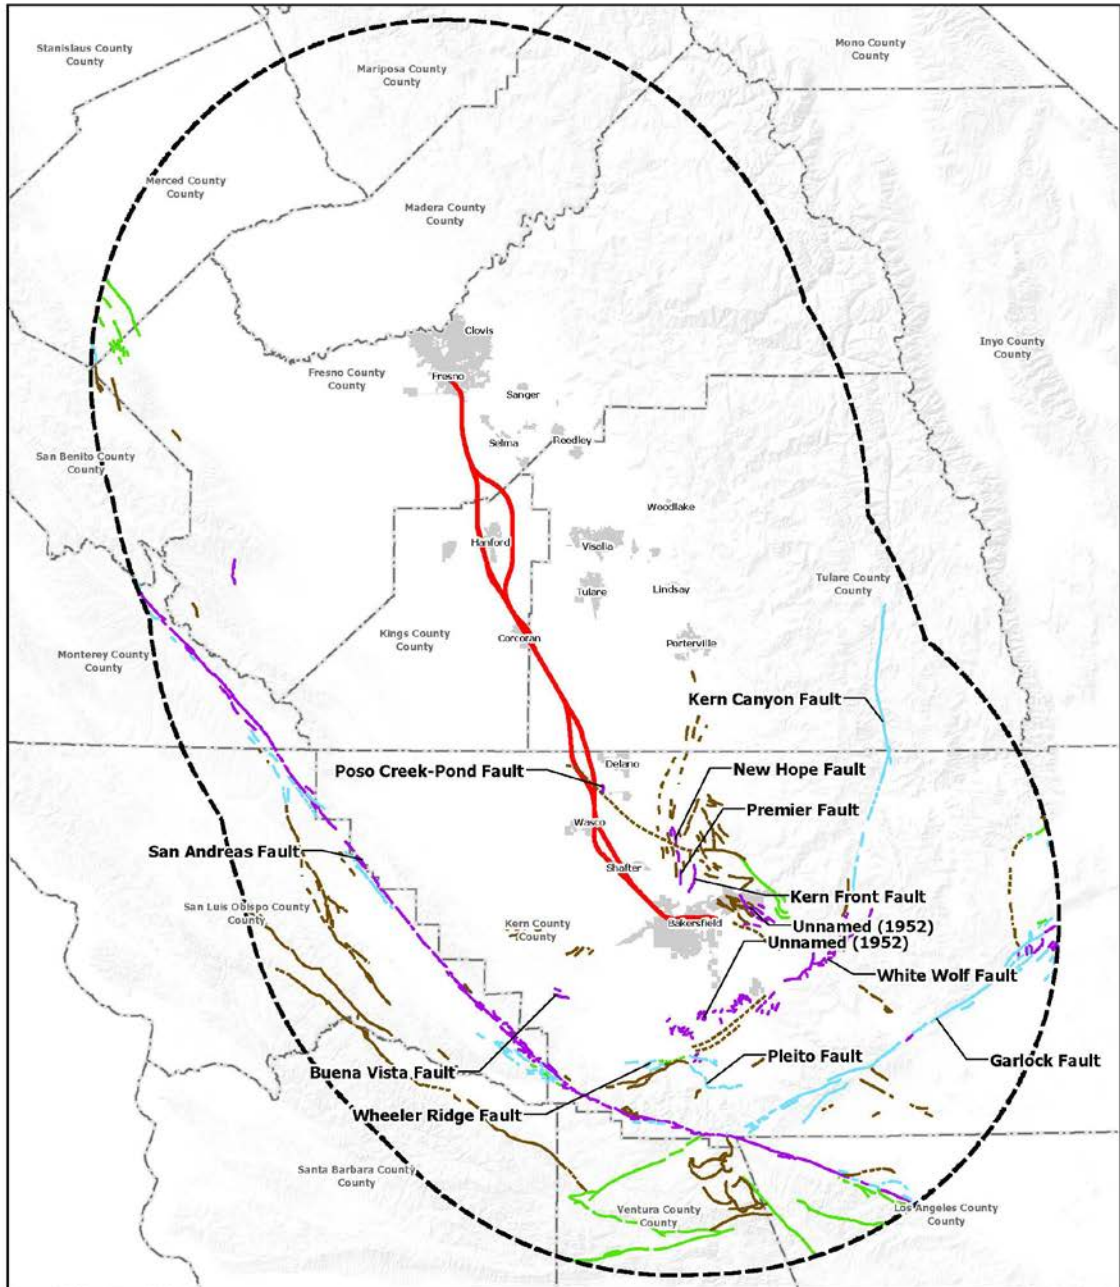 Stanislaus County
County
Mono County
County
Mariposa County
County
Merced County
County
Madera County
County
Clovis
Inyo County
County
Fresno County
County
Fresno
Sanger
Selma
Reedley
San Benito County
County
Woodlake
Hanford
Visalia
Tulare County
County
Tulare
Lindsay
Kings County
County
Corcoran
Porterville
Monterey County
County
Kern Canyon Fault
Poso Creek-Pond Fault
Delano
New Hope Fault
Premier Fault
Wasco
San Andreas Fault
Shafter
Kern Front Fault
San Luis Obispo County
County
Kern County
County
Bakersfield
Unnamed (1952)
Unnamed (1952)
White Wolf Fault
Pleito Fault
Garlock Fault
Buena Vista Fault
Wheeler Ridge Fault
Santa Barbara County
County
Ventura County
County
Los Angeles County
County